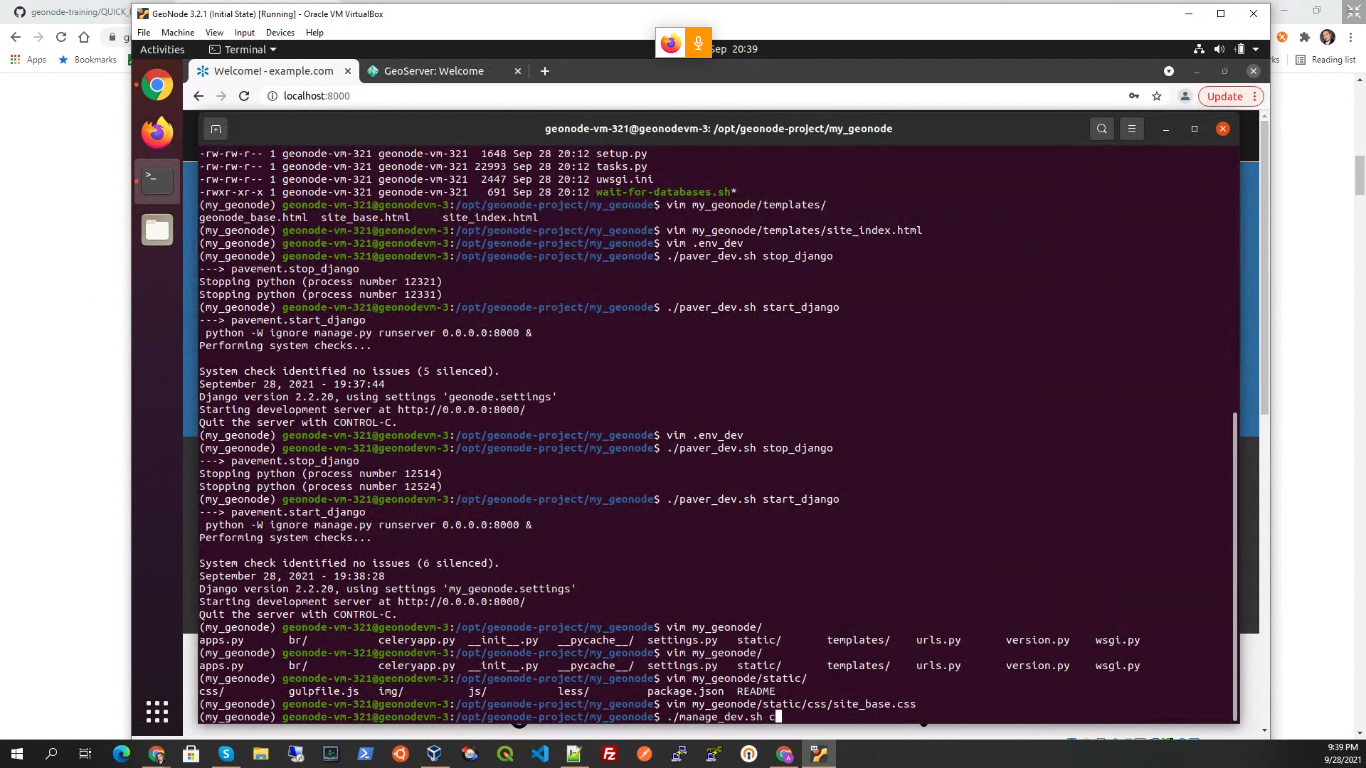 geonode-training/QUICK_
GeoNode 3.2.1 (Initial State) [Running] - Oracle VM VirtualBox
File Machine View Input Devices Help
Activities Terminal Sep 20:39
Apps Bookmarks Reading list
Welcome! - example.com GeoServer: Welcome
localhost:8000 Update
geonode-vm-321@geonodevm-3: /opt/geonode-project/my_geonode
-rw-rw-r-- 1 geonode-vm-321 geonode-vm-321 1648 Sep 28 20:12 setup.py
-rw-rw-r-- 1 geonode-vm-321 geonode-vm-321 22993 Sep 28 20:12 tasks.py
-rw-rw-r-- 1 geonode-vm-321 geonode-vm-321 2447 Sep 28 20:12 uwsgi.ini
-rwxr-xr-x 1 geonode-vm-321 geonode-vm-321 691 Sep 28 20:12 wait-for-databases.sh*
(my_geonode) geonode-vm-321@geonodevm-3:/opt/geonode-project/my_geonode$ vim my_geonode/templates/
geonode_base.html site_base.html site_index.html
(my_geonode) geonode-vm-321@geonodevm-3:/opt/geonode-project/my_geonode$ vim my_geonode/templates/site_index.html
(my_geonode) geonode-vm-321@geonodevm-3:/opt/geonode-project/my_geonode$ vim .env_dev
(my_geonode) geonode-vm-321@geonodevm-3:/opt/geonode-project/my_geonode$ ./paver_dev.sh stop_django
---> pavement.stop_django
Stopping python (process number 12321)
Stopping python (process number 12331)
(my_geonode) geonode-vm-321@geonodevm-3:/opt/geonode-project/my_geonode$ ./paver_dev.sh start_django
---> pavement.start_django
python -W ignore manage.py runserver 0.0.0.0:8000 &
Performing system checks...
System check identified no issues (5 silenced).
September 28, 2021 - 19:37:44
Django version 2.2.20, using settings 'geonode.settings'
Starting development server at http://0.0.0.0:8000/
Quit the server with CONTROL-C.
(my_geonode) geonode-vm-321@geonodevm-3:/opt/geonode-project/my_geonode$ vim .env_dev
(my_geonode) geonode-vm-321@geonodevm-3:/opt/geonode-project/my_geonode$ ./paver_dev.sh stop_django
---> pavement.stop_django
Stopping python (process number 12514)
Stopping python (process number 12524)
(my_geonode) geonode-vm-321@geonodevm-3:/opt/geonode-project/my_geonode$ ./paver_dev.sh start_django
---> pavement.start_django
python -W ignore manage.py runserver 0.0.0.0:8000 &
Performing system checks...
System check identified no issues (6 silenced).
September 28, 2021 - 19:38:28
Django version 2.2.20, using settings 'my_geonode.settings'
Starting development server at http://0.0.0.0:8000/
Quit the server with CONTROL-C.
(my_geonode) geonode-vm-321@geonodevm-3:/opt/geonode-project/my_geonode$ vim my_geonode/
apps.py br/ celeryapp.py __init__.py __pycache__/ settings.py static/ templates/ urls.py version.py wsgi.py
(my_geonode) geonode-vm-321@geonodevm-3:/opt/geonode-project/my_geonode$ vim my_geonode/
apps.py br/ celeryapp.py __init__.py __pycache__/ settings.py static/ templates/ urls.py version.py wsgi.py
(my_geonode) geonode-vm-321@geonodevm-3:/opt/geonode-project/my_geonode$ vim my_geonode/static/
css/ gulpfile.js img/ js/ less/ package.json README
(my_geonode) geonode-vm-321@geonodevm-3:/opt/geonode-project/my_geonode$ vim my_geonode/static/css/site_base.css
(my_geonode) geonode-vm-321@geonodevm-3:/opt/geonode-project/my_geonode$ ./manage_dev.sh c
9:39 PM
9/28/2021